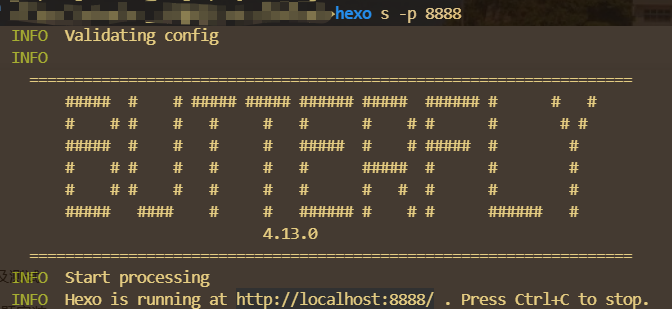 hexo s -p 8888
INFO  Validating config
INFO
===================================================================
#####  #    # ##### ##### ###### #####  ###### #      #   #
#    # #    #   #     #   #      #    # #      #       # #
#####  #    #   #     #   #####  #    # #####  #        #
#    # #    #   #     #   #      #####  #      #        #
#    # #    #   #     #   #      #   #  #      #        #
#####   ####    #     #   ###### #    # #      ######   #
4.13.0
===================================================================
INFO  Start processing
INFO  Hexo is running at http://localhost:8888/ . Press Ctrl+C to stop.